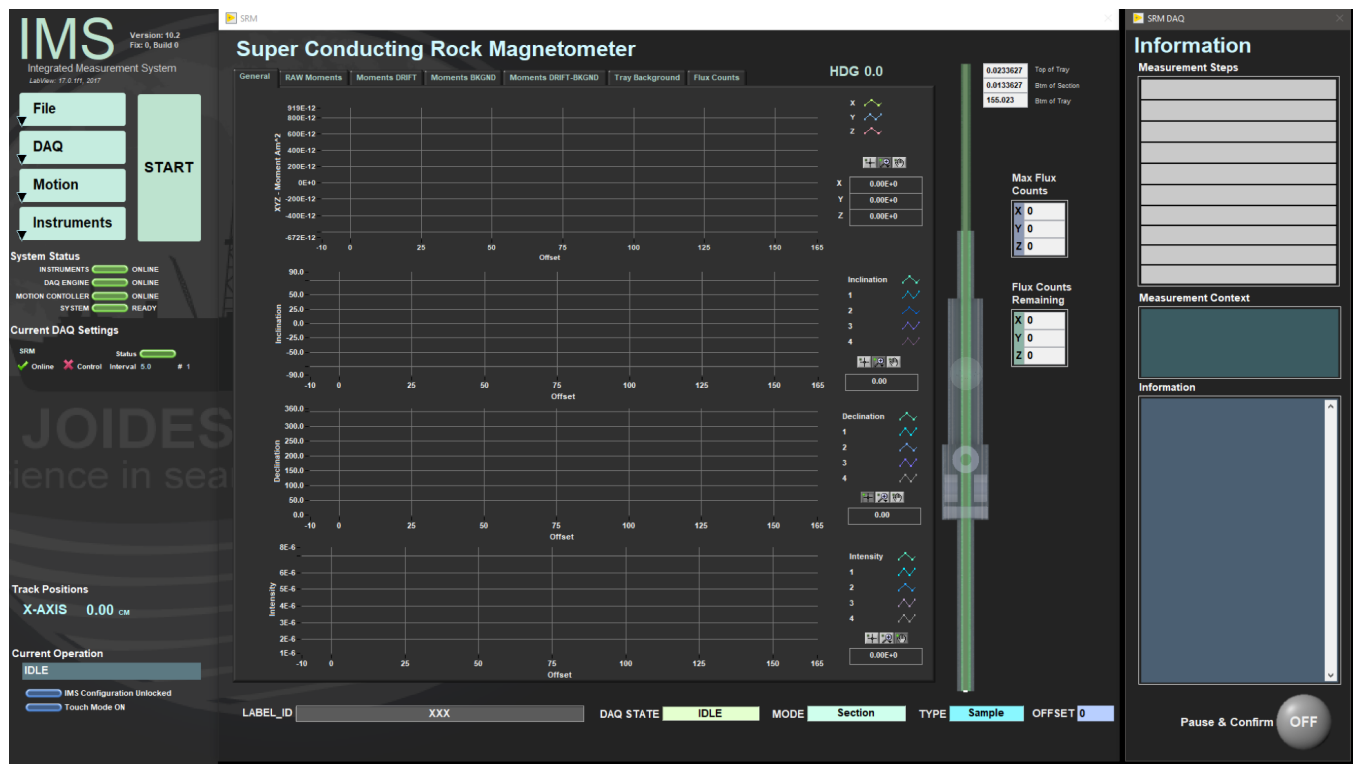 IMS
Version: 10.2
Fix: 0, Build 0
Integrated Measurement System
LabView: 17.0.1f1, 2017
File
DAQ
Motion
Instruments
START
System Status
INSTRUMENTS ONLINE
DAQ ENGINE ONLINE
MOTION CONTOLLER ONLINE
SYSTEM READY
Current DAQ Settings
SRM
Status
Online Control Interval 5.0 # 1
JOIDES
ience in sea
Track Positions
X-AXIS 0.00 CM
Current Operation
IDLE
IMS Configuration Unlocked
Touch Mode ON
SRM
Super Conducting Rock Magnetometer
General RAW Moments Moments DRIFT Moments BKGND Moments DRIFT-BKGND Tray Background Flux Counts
HDG 0.0
XYZ - Moment Am^2
919E-12
800E-12
600E-12
400E-12
200E-12
0E+0
-200E-12
-400E-12
-672E-12
-10 0 25 50 75 100 125 150 165
Offset
X
Y
Z
X 0.00E+0
Y 0.00E+0
Z 0.00E+0
Inclination
90.0
50.0
25.0
0.0
-25.0
-50.0
-90.0
-10 0 25 50 75 100 125 150 165
Offset
Inclination
1
2
3
4
0.00
Declination
360.0
300.0
250.0
200.0
150.0
100.0
50.0
0.0
-10 0 25 50 75 100 125 150 165
Offset
Declination
1
2
3
4
0.00
Intensity
8E-6
6E-6
5E-6
4E-6
3E-6
2E-6
1E-6
-10 0 25 50 75 100 125 150 165
Offset
Intensity
1
2
3
4
0.00E+0
0.0233627 Top of Tray
0.0133627 Btm of Section
155.023 Btm of Tray
Max Flux
Counts
X 0
Y 0
Z 0
Flux Counts
Remaining
X 0
Y 0
Z 0
LABEL_ID XXX DAQ STATE IDLE MODE Section TYPE Sample OFFSET 0
SRM DAQ
Information
Measurement Steps
Measurement Context
Information
Pause & Confirm OFF